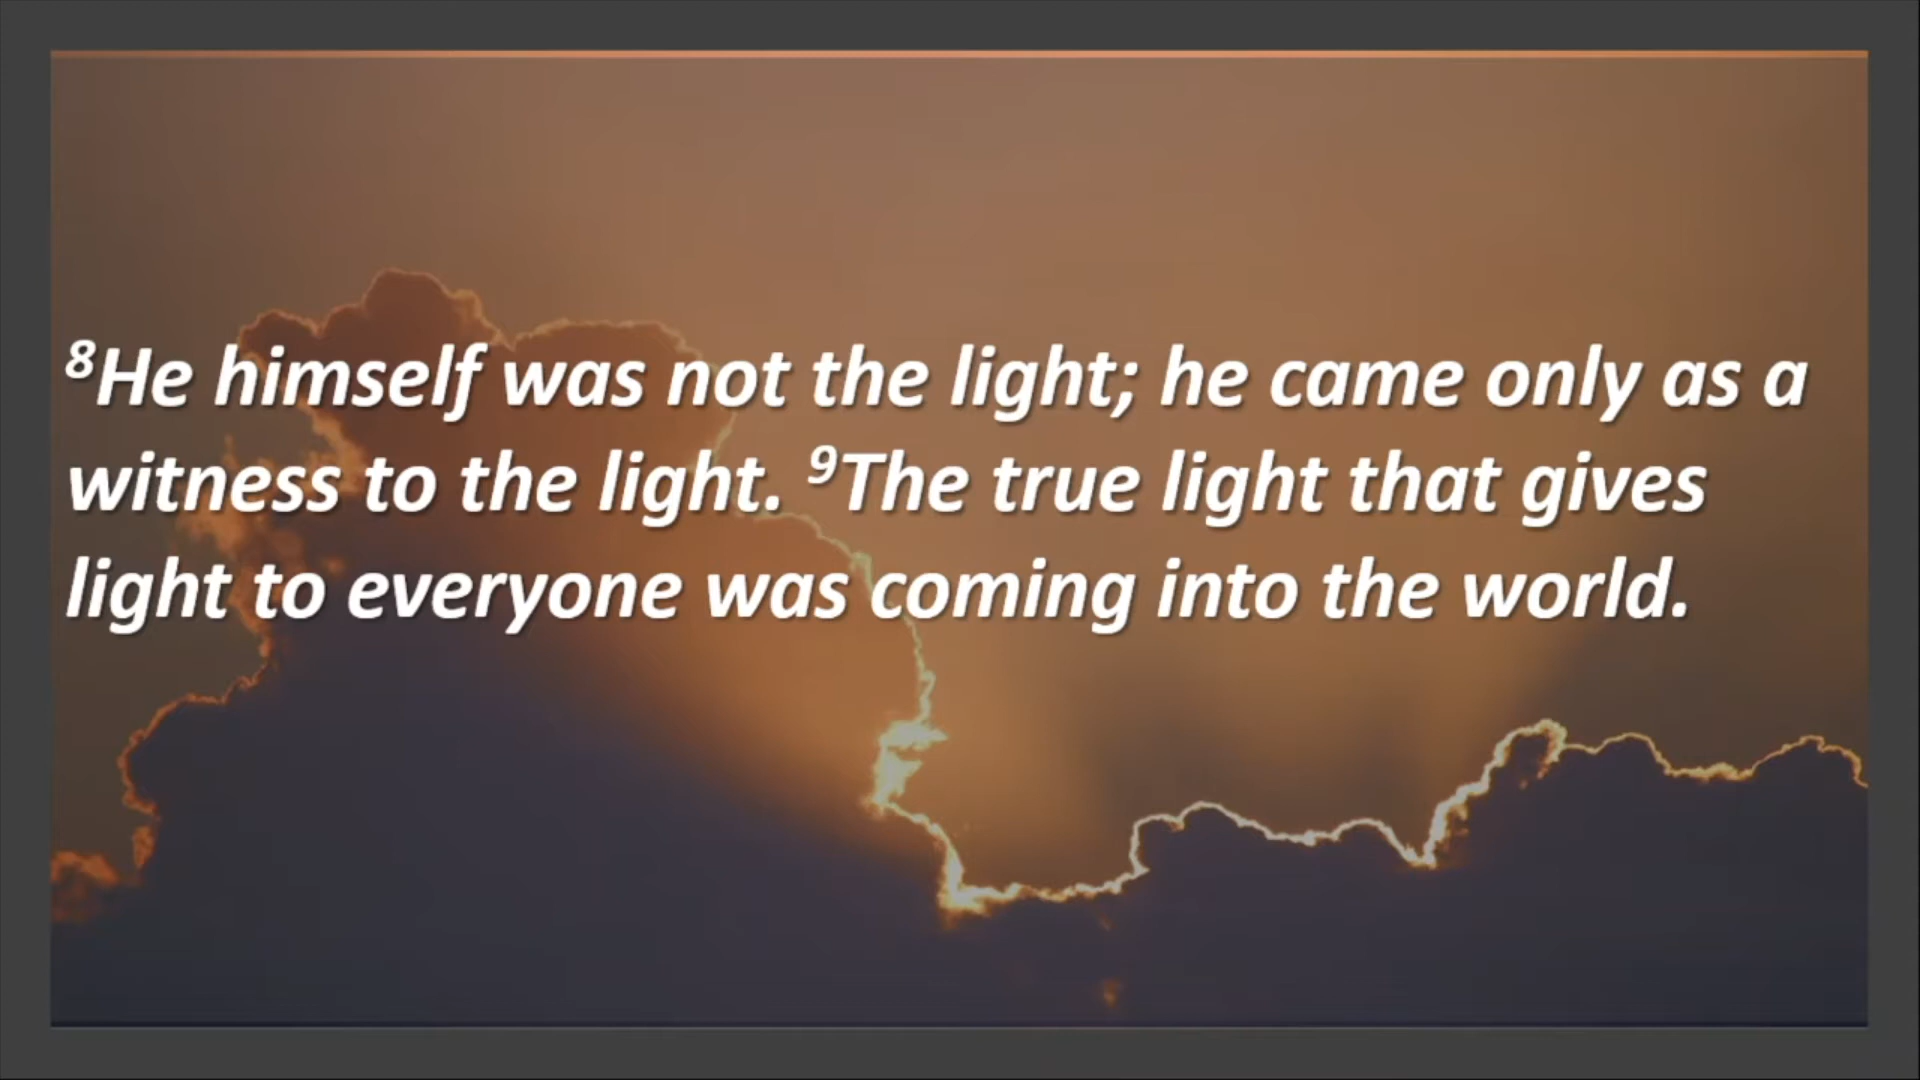 ⁸He himself was not the light; he came only as a
witness to the light. ⁹The true light that gives
light to everyone was coming into the world.